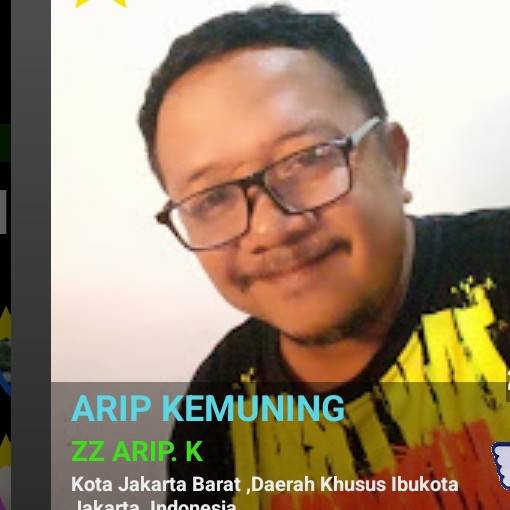 ARIP KEMUNING
ZZ ARIP. K
Kota Jakarta Barat ,Daerah Khusus Ibukota
Jakarta, Indonesia